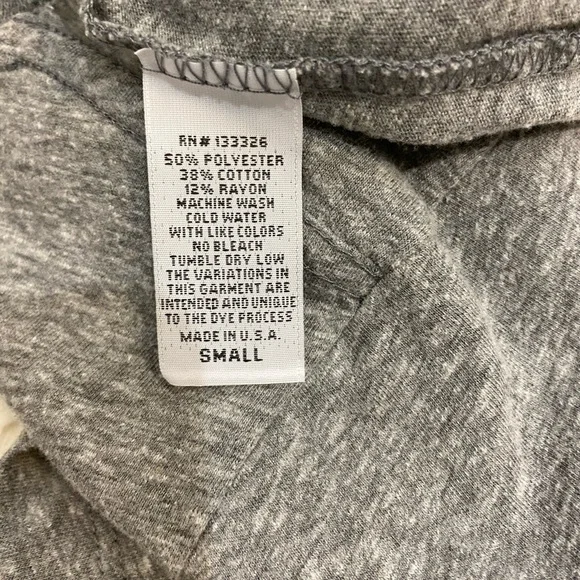 RN# 133326
50% POLYESTER
38% COTTON
12% RAYON
MACHINE WASH
COLD WATER
WITH LIKE COLORS
NO BLEACH
TUMBLE DRY LOW
THE VARIATIONS IN
THIS GARMENT ARE
INTENDED AND UNIQUE
TO THE DYE PROCESS
MADE IN U.S.A.
SMALL